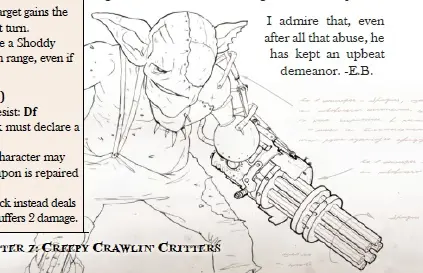 arget gains the
t turn.
e a Shoddy
n range, even if
)
esist: Df
k must declare a
haracter may
upon is repaired
ck instead deals
uffers 2 damage.
I admire that, even
after all that abuse, he
has kept an upbeat
demeanor. -E.B.
TER 7: CREEPY CRAWLIN' CRITTERS